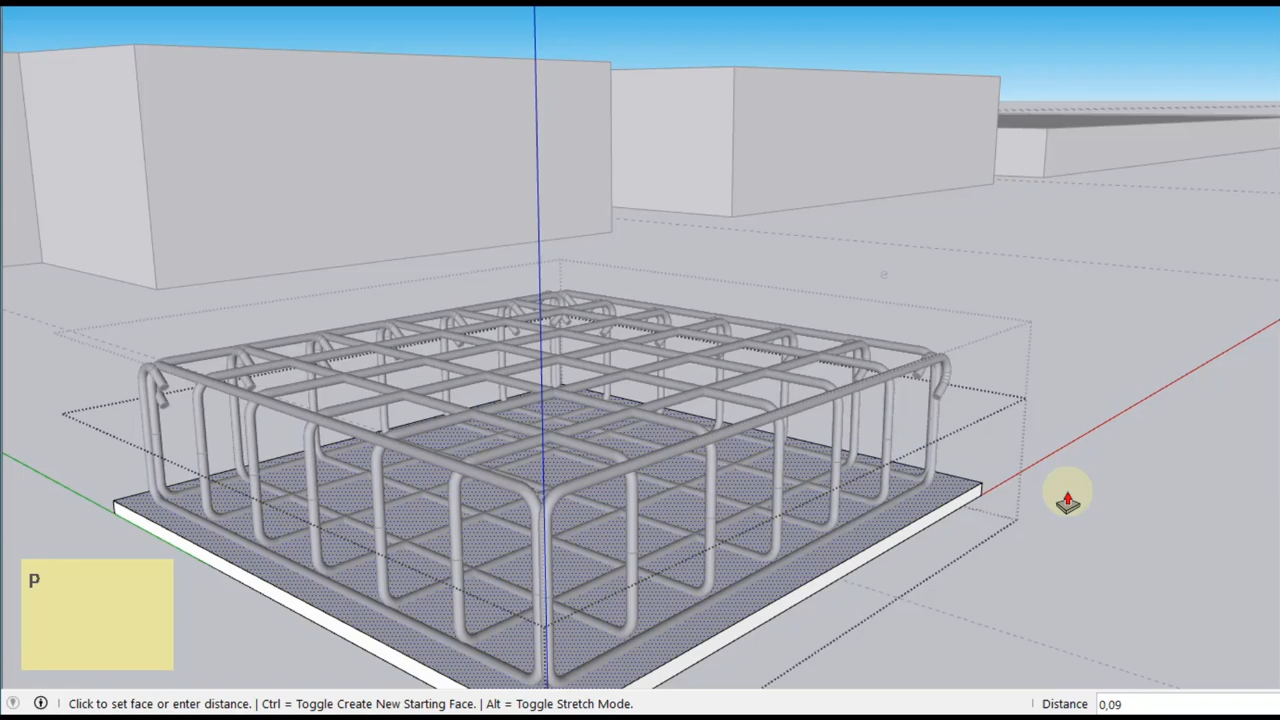 e
p
Click to set face or enter distance. | Ctrl = Toggle Create New Starting Face. | Alt = Toggle Stretch Mode.
Distance
0,09